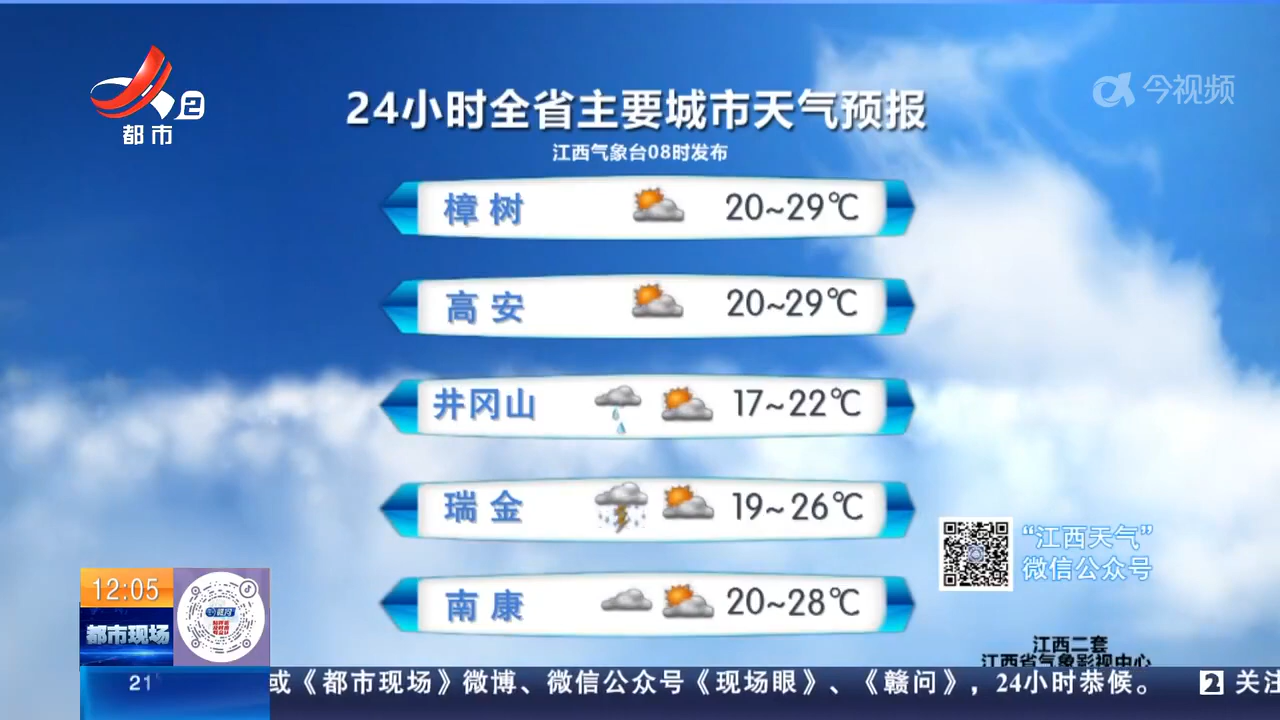 2
都市
今视频
24小时全省主要城市天气预报
江西气象台08时发布
樟树 20~29℃
高安 20~29℃
井冈山 17~22℃
瑞金 19~26℃
南康 20~28℃
“江西天气”
微信公众号
12:05
都市现场
江西二套
江西省气象影视中心
21
或《都市现场》微博、微信公众号《现场眼》、《赣问》，24小时恭候。 2 关注